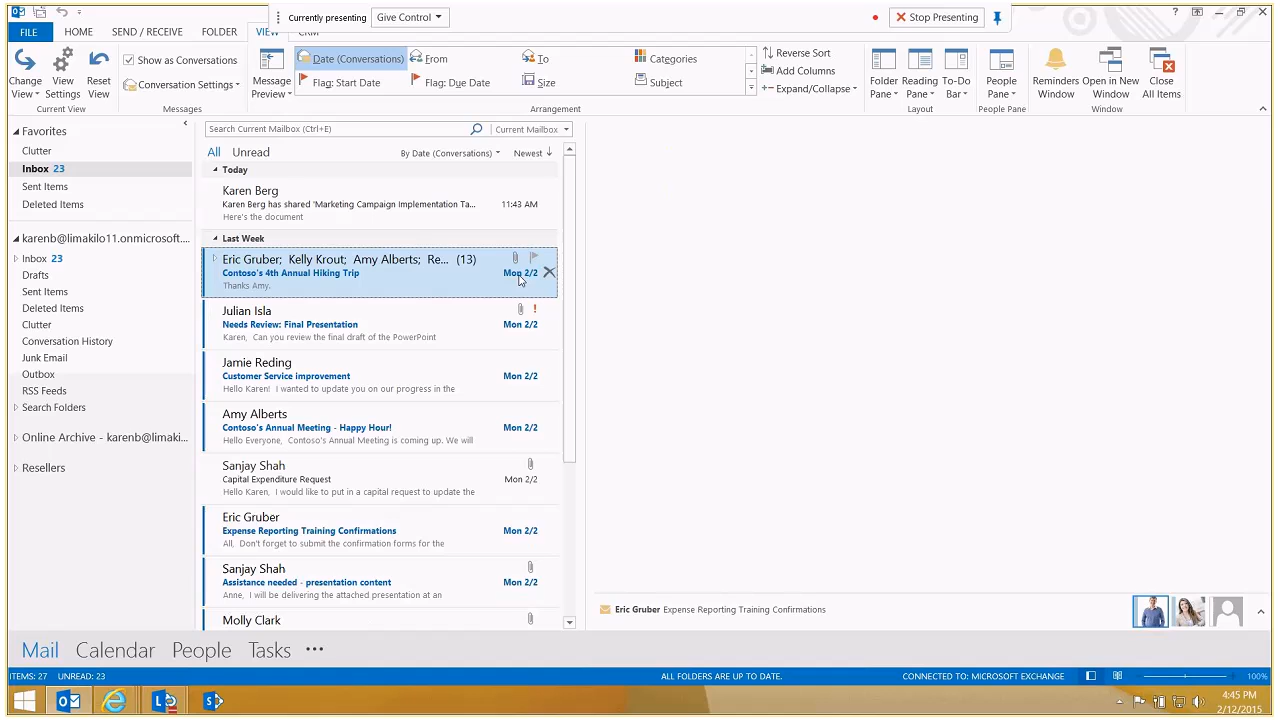 Currently presenting Give Control Stop Presenting
FILE HOME SEND / RECEIVE FOLDER VIEW
Change View View Settings Reset View
Current View
Show as Conversations
Conversation Settings
Messages
Message Preview
Date (Conversations) From To Categories
Flag: Start Date Flag: Due Date Size Subject
Arrangement
Reverse Sort
Add Columns
Expand/Collapse
Folder Pane Reading Pane To-Do Bar
Layout
People Pane
People Pane
Reminders Window Open in New Window Close All Items
Window
Favorites
Clutter
Inbox 23
Sent Items
Deleted Items
karenb@limakilo11.onmicrosoft....
Inbox 23
Drafts
Sent Items
Deleted Items
Clutter
Conversation History
Junk Email
Outbox
RSS Feeds
Search Folders
Online Archive - karenb@limaki...
Resellers
Search Current Mailbox (Ctrl+E) Current Mailbox
All Unread By Date (Conversations) Newest
Today
Karen Berg
Karen Berg has shared 'Marketing Campaign Implementation Ta... 11:43 AM
Here's the document
Last Week
Eric Gruber; Kelly Krout; Amy Alberts; Re... (13)
Contoso's 4th Annual Hiking Trip Mon 2/2
Thanks Amy.
Julian Isla !
Needs Review: Final Presentation Mon 2/2
Karen, Can you review the final draft of the PowerPoint
Jamie Reding
Customer Service improvement Mon 2/2
Hello Karen! I wanted to update you on our progress in the
Amy Alberts
Contoso's Annual Meeting - Happy Hour! Mon 2/2
Hello Everyone, Contoso's Annual Meeting is coming up. We will
Sanjay Shah
Capital Expenditure Request Mon 2/2
Hello Karen, I would like to put in a capital request to update the
Eric Gruber
Expense Reporting Training Confirmations Mon 2/2
All, Don't forget to submit the confirmation forms for the
Sanjay Shah
Assistance needed - presentation content Mon 2/2
Anne, I will be delivering the attached presentation at an
Molly Clark
Eric Gruber Expense Reporting Training Confirmations
Mail Calendar People Tasks •••
ITEMS: 27 UNREAD: 23 ALL FOLDERS ARE UP TO DATE. CONNECTED TO: MICROSOFT EXCHANGE 100%
4:45 PM
2/12/2015